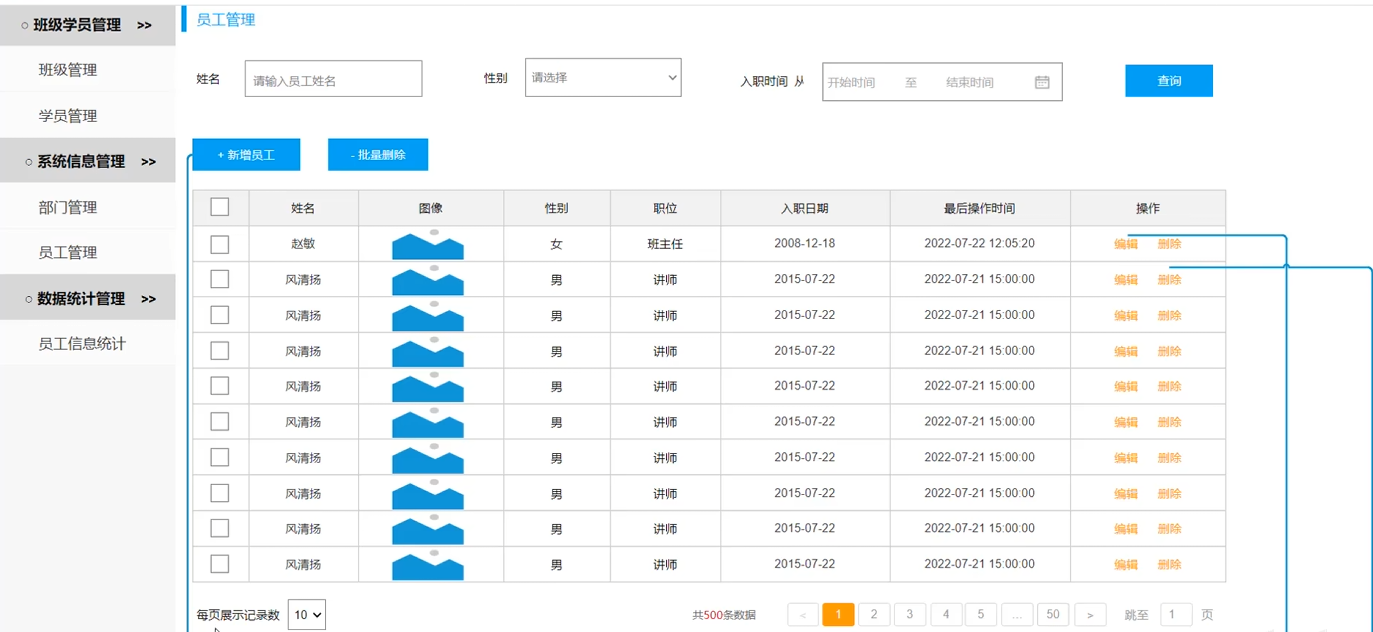 ○ 班级学员管理 >>
班级管理
学员管理
○ 系统信息管理 >>
部门管理
员工管理
○ 数据统计管理 >>
员工信息统计
员工管理
姓名 请输入员工姓名 性别 请选择 入职时间 从 开始时间 至 结束时间 查询
+ 新增员工 - 批量删除
姓名 图像 性别 职位 入职日期 最后操作时间 操作
赵敏 女 班主任 2008-12-18 2022-07-22 12:05:20 编辑 删除
风清扬 男 讲师 2015-07-22 2022-07-21 15:00:00 编辑 删除
风清扬 男 讲师 2015-07-22 2022-07-21 15:00:00 编辑 删除
风清扬 男 讲师 2015-07-22 2022-07-21 15:00:00 编辑 删除
风清扬 男 讲师 2015-07-22 2022-07-21 15:00:00 编辑 删除
风清扬 男 讲师 2015-07-22 2022-07-21 15:00:00 编辑 删除
风清扬 男 讲师 2015-07-22 2022-07-21 15:00:00 编辑 删除
风清扬 男 讲师 2015-07-22 2022-07-21 15:00:00 编辑 删除
风清扬 男 讲师 2015-07-22 2022-07-21 15:00:00 编辑 删除
风清扬 男 讲师 2015-07-22 2022-07-21 15:00:00 编辑 删除
每页展示记录数 10 共500条数据 < 1 2 3 4 5 ... 50 > 跳至 1 页